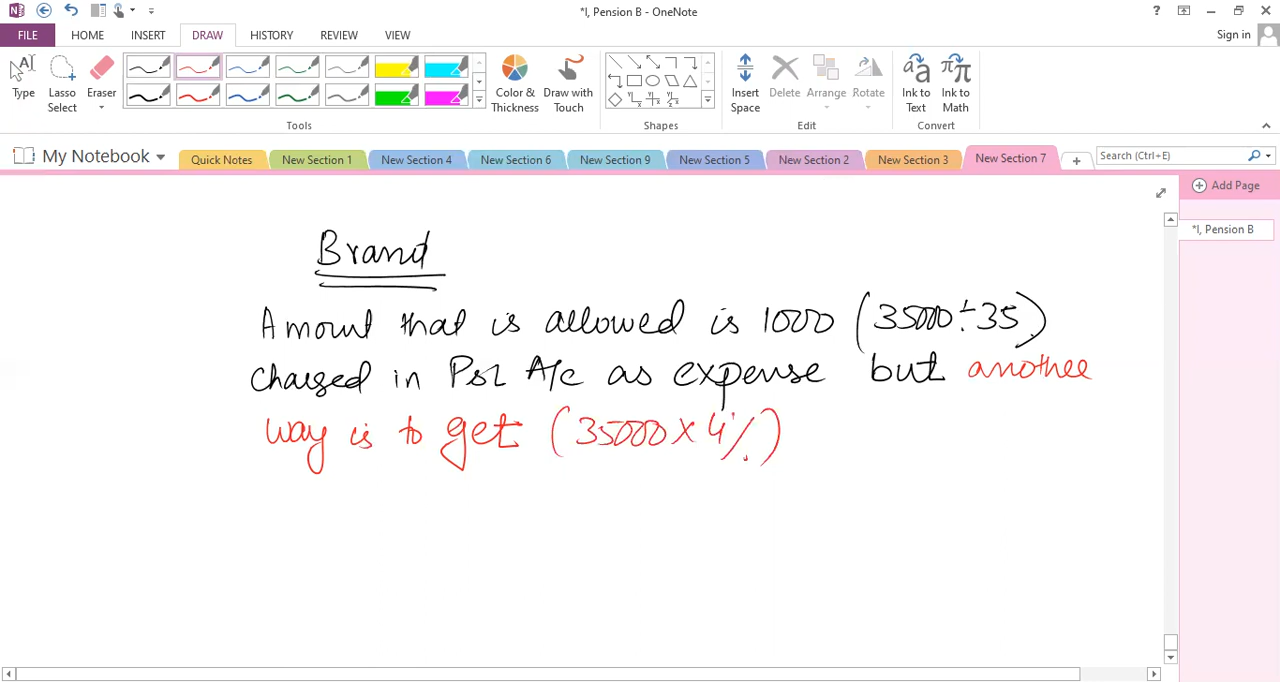 *I, Pension B - OneNote
?
FILE HOME INSERT DRAW HISTORY REVIEW VIEW
Sign in
Type
Lasso Select
Eraser
Color & Thickness
Draw with Touch
Insert Space
Delete
Arrange
Rotate
Ink to Text
Ink to Math
Tools
Shapes
Edit
Convert
My Notebook
Quick Notes New Section 1 New Section 4 New Section 6 New Section 9 New Section 5 New Section 2 New Section 3 New Section 7
Search (Ctrl+E)
Add Page
*I, Pension B
Brand
Amount that is allowed is 1000 (35000÷35)
charged in P&L A/c as expense but another
way is to get (35000 x 4%)